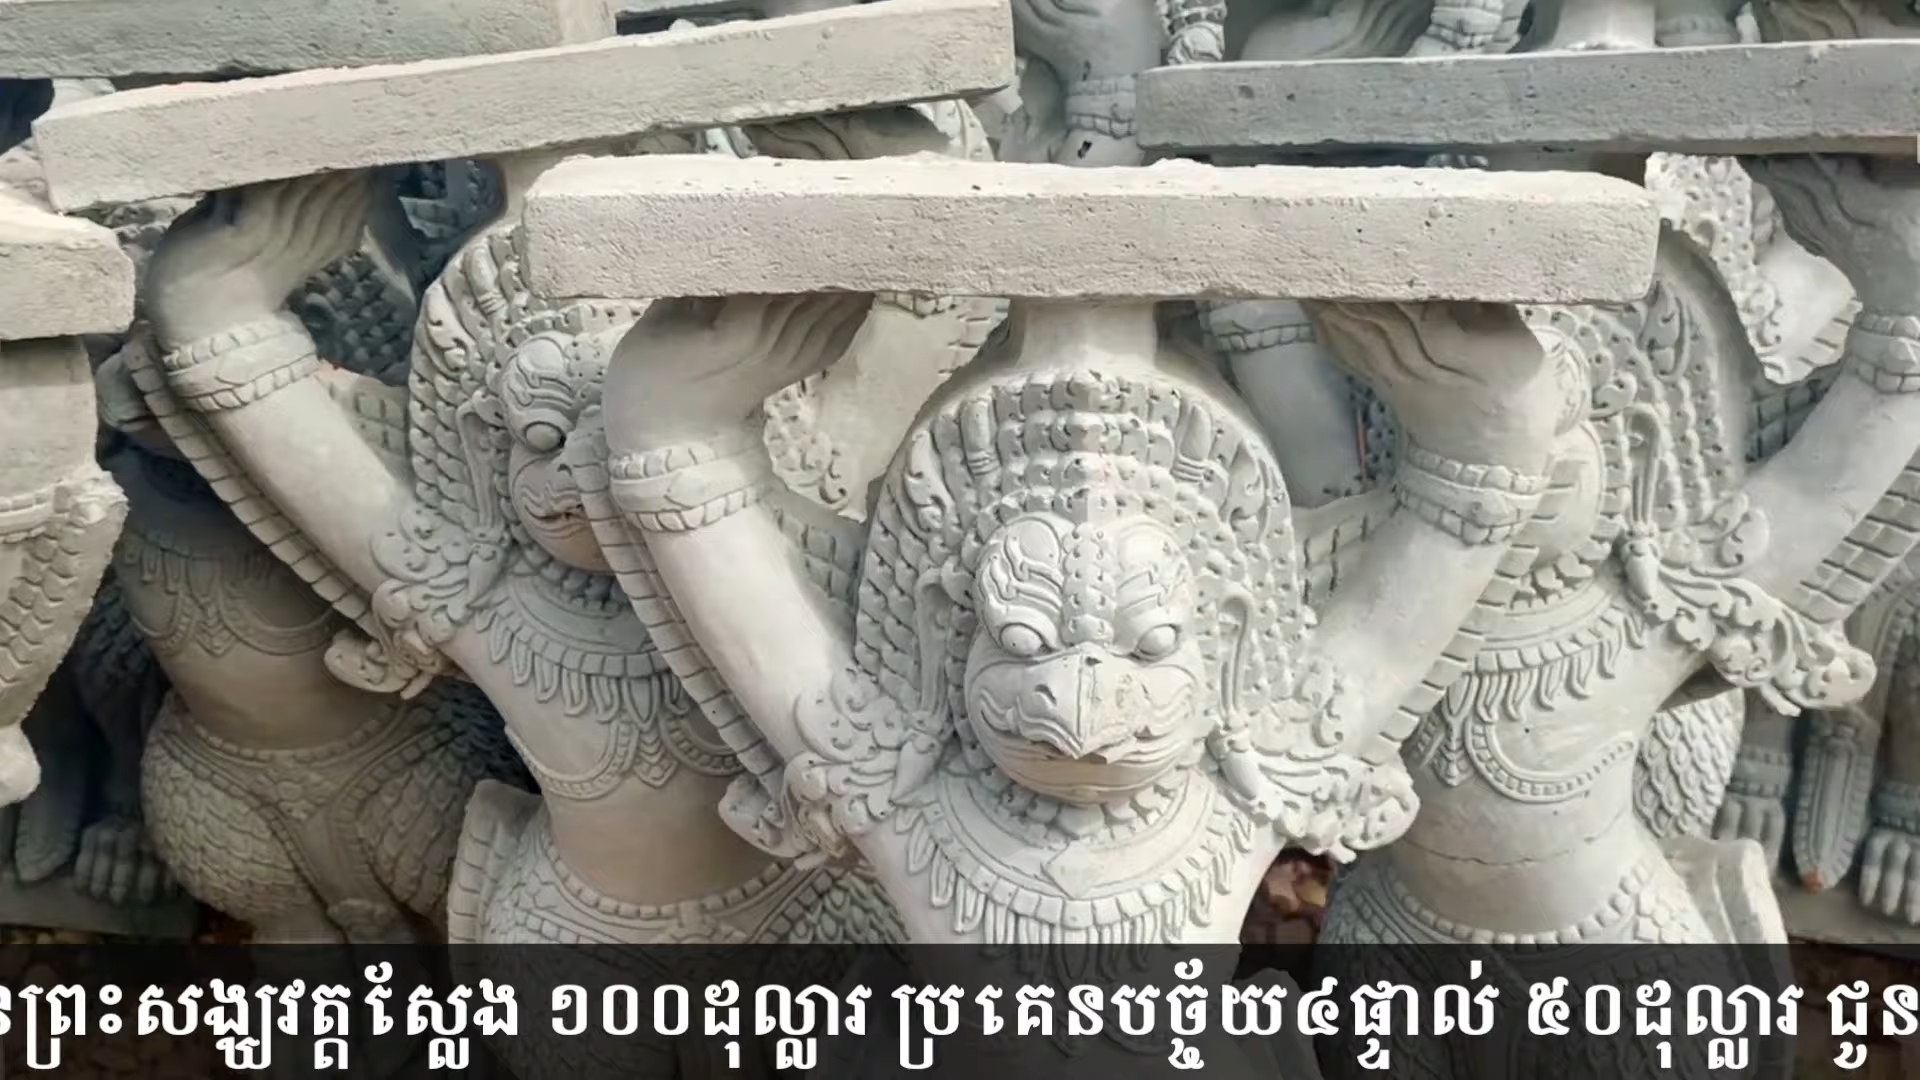 ព្រះសង្ឃវត្តស្លែង ១០០ដុល្លារ ប្រគេនបច្ច័យ៤ផ្ទាល់ ៥០ដុល្លារ ជូន